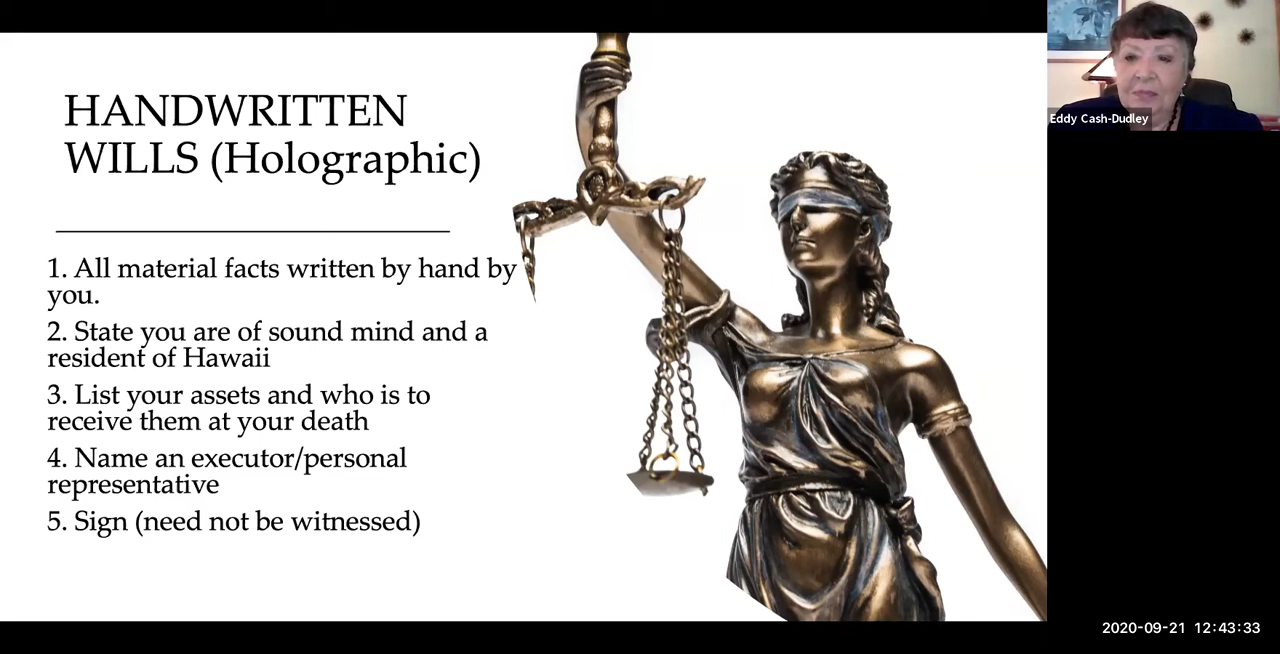 HANDWRITTEN
WILLS (Holographic)
1. All material facts written by hand by
you.
2. State you are of sound mind and a
resident of Hawaii
3. List your assets and who is to
receive them at your death
4. Name an executor/personal
representative
5. Sign (need not be witnessed)
Eddy Cash-Dudley
2020-09-21 12:43:33